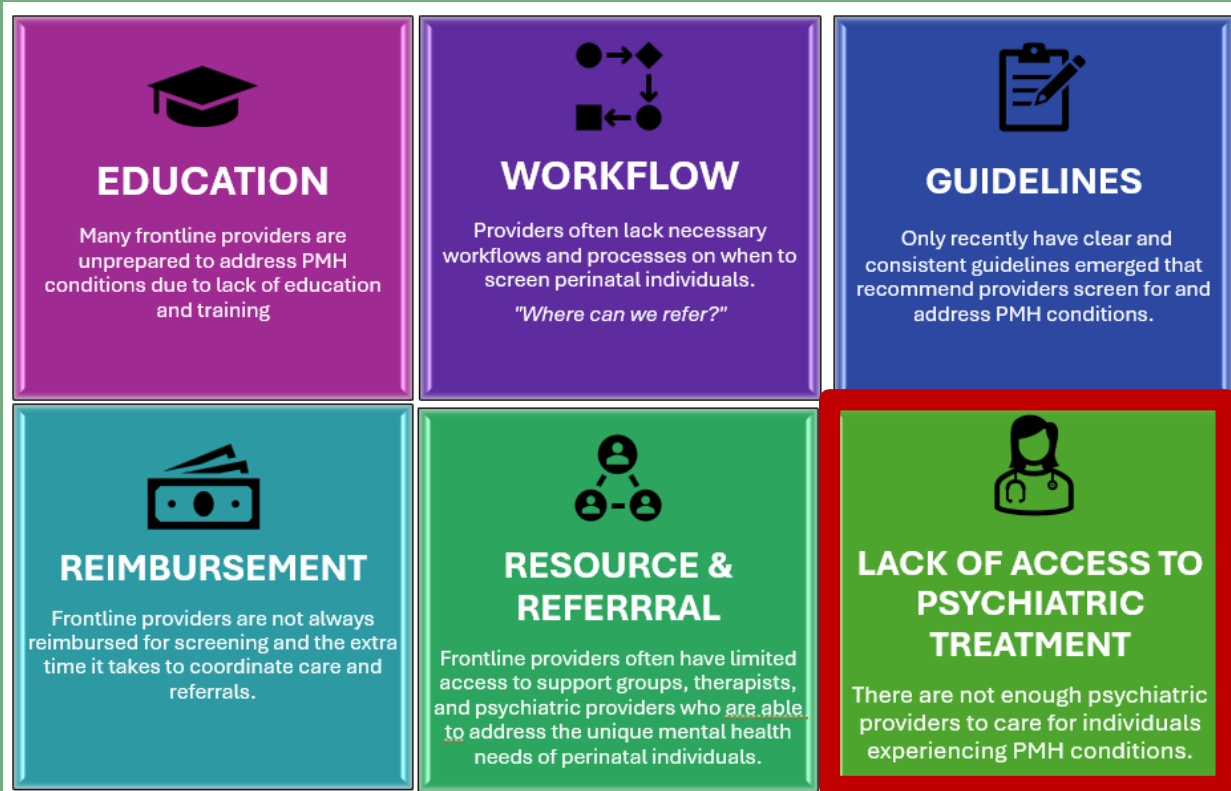 EDUCATION
Many frontline providers are
unprepared to address PMH
conditions due to lack of education
and training
WORKFLOW
Providers often lack necessary
workflows and processes on when to
screen perinatal individuals.
"Where can we refer?"
GUIDELINES
Only recently have clear and
consistent guidelines emerged that
recommend providers screen for and
address PMH conditions.
REIMBURSEMENT
Frontline providers are not always
reimbursed for screening and the extra
time it takes to coordinate care and
referrals.
RESOURCE &
REFERRRAL
Frontline providers often have limited
access to support groups, therapists,
and psychiatric providers who are able
to address the unique mental health
needs of perinatal individuals.
LACK OF ACCESS TO
PSYCHIATRIC
TREATMENT
There are not enough psychiatric
providers to care for individuals
experiencing PMH conditions.